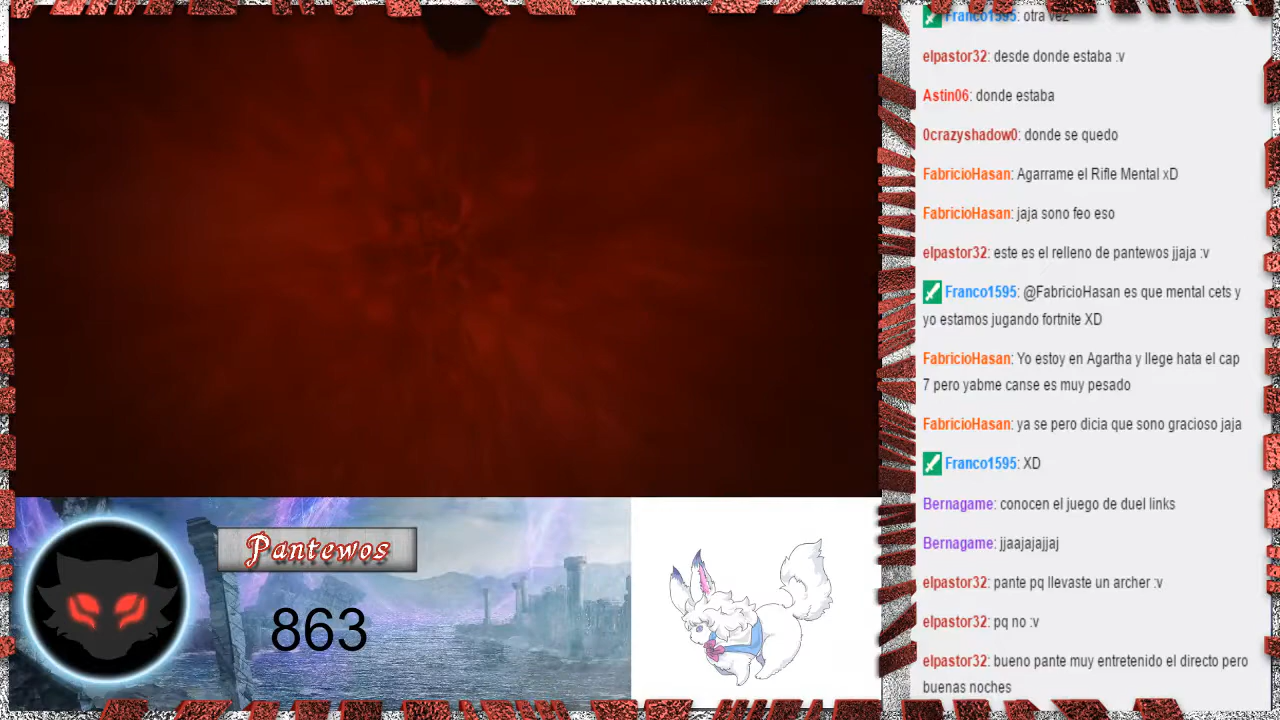 Franco1595: otra vez
elpastor32: desde donde estaba :v
Astin06: donde estaba
0crazyshadow0: donde se quedo
FabricioHasan: Agarrame el Rifle Mental xD
FabricioHasan: jaja sono feo eso
elpastor32: este es el relleno de pantewos jjaja :v
Franco1595: @FabricioHasan es que mental cets y
yo estamos jugando fortnite XD
FabricioHasan: Yo estoy en Agartha y llege hata el cap
7 pero yabme canse es muy pesado
FabricioHasan: ya se pero dicia que sono gracioso jaja
Franco1595: XD
Bernagame: conocen el juego de duel links
Bernagame: jjaajajajjaj
elpastor32: pante pq llevaste un archer :v
elpastor32: pq no :v
elpastor32: bueno pante muy entretenido el directo pero
buenas noches
Pantewos
863